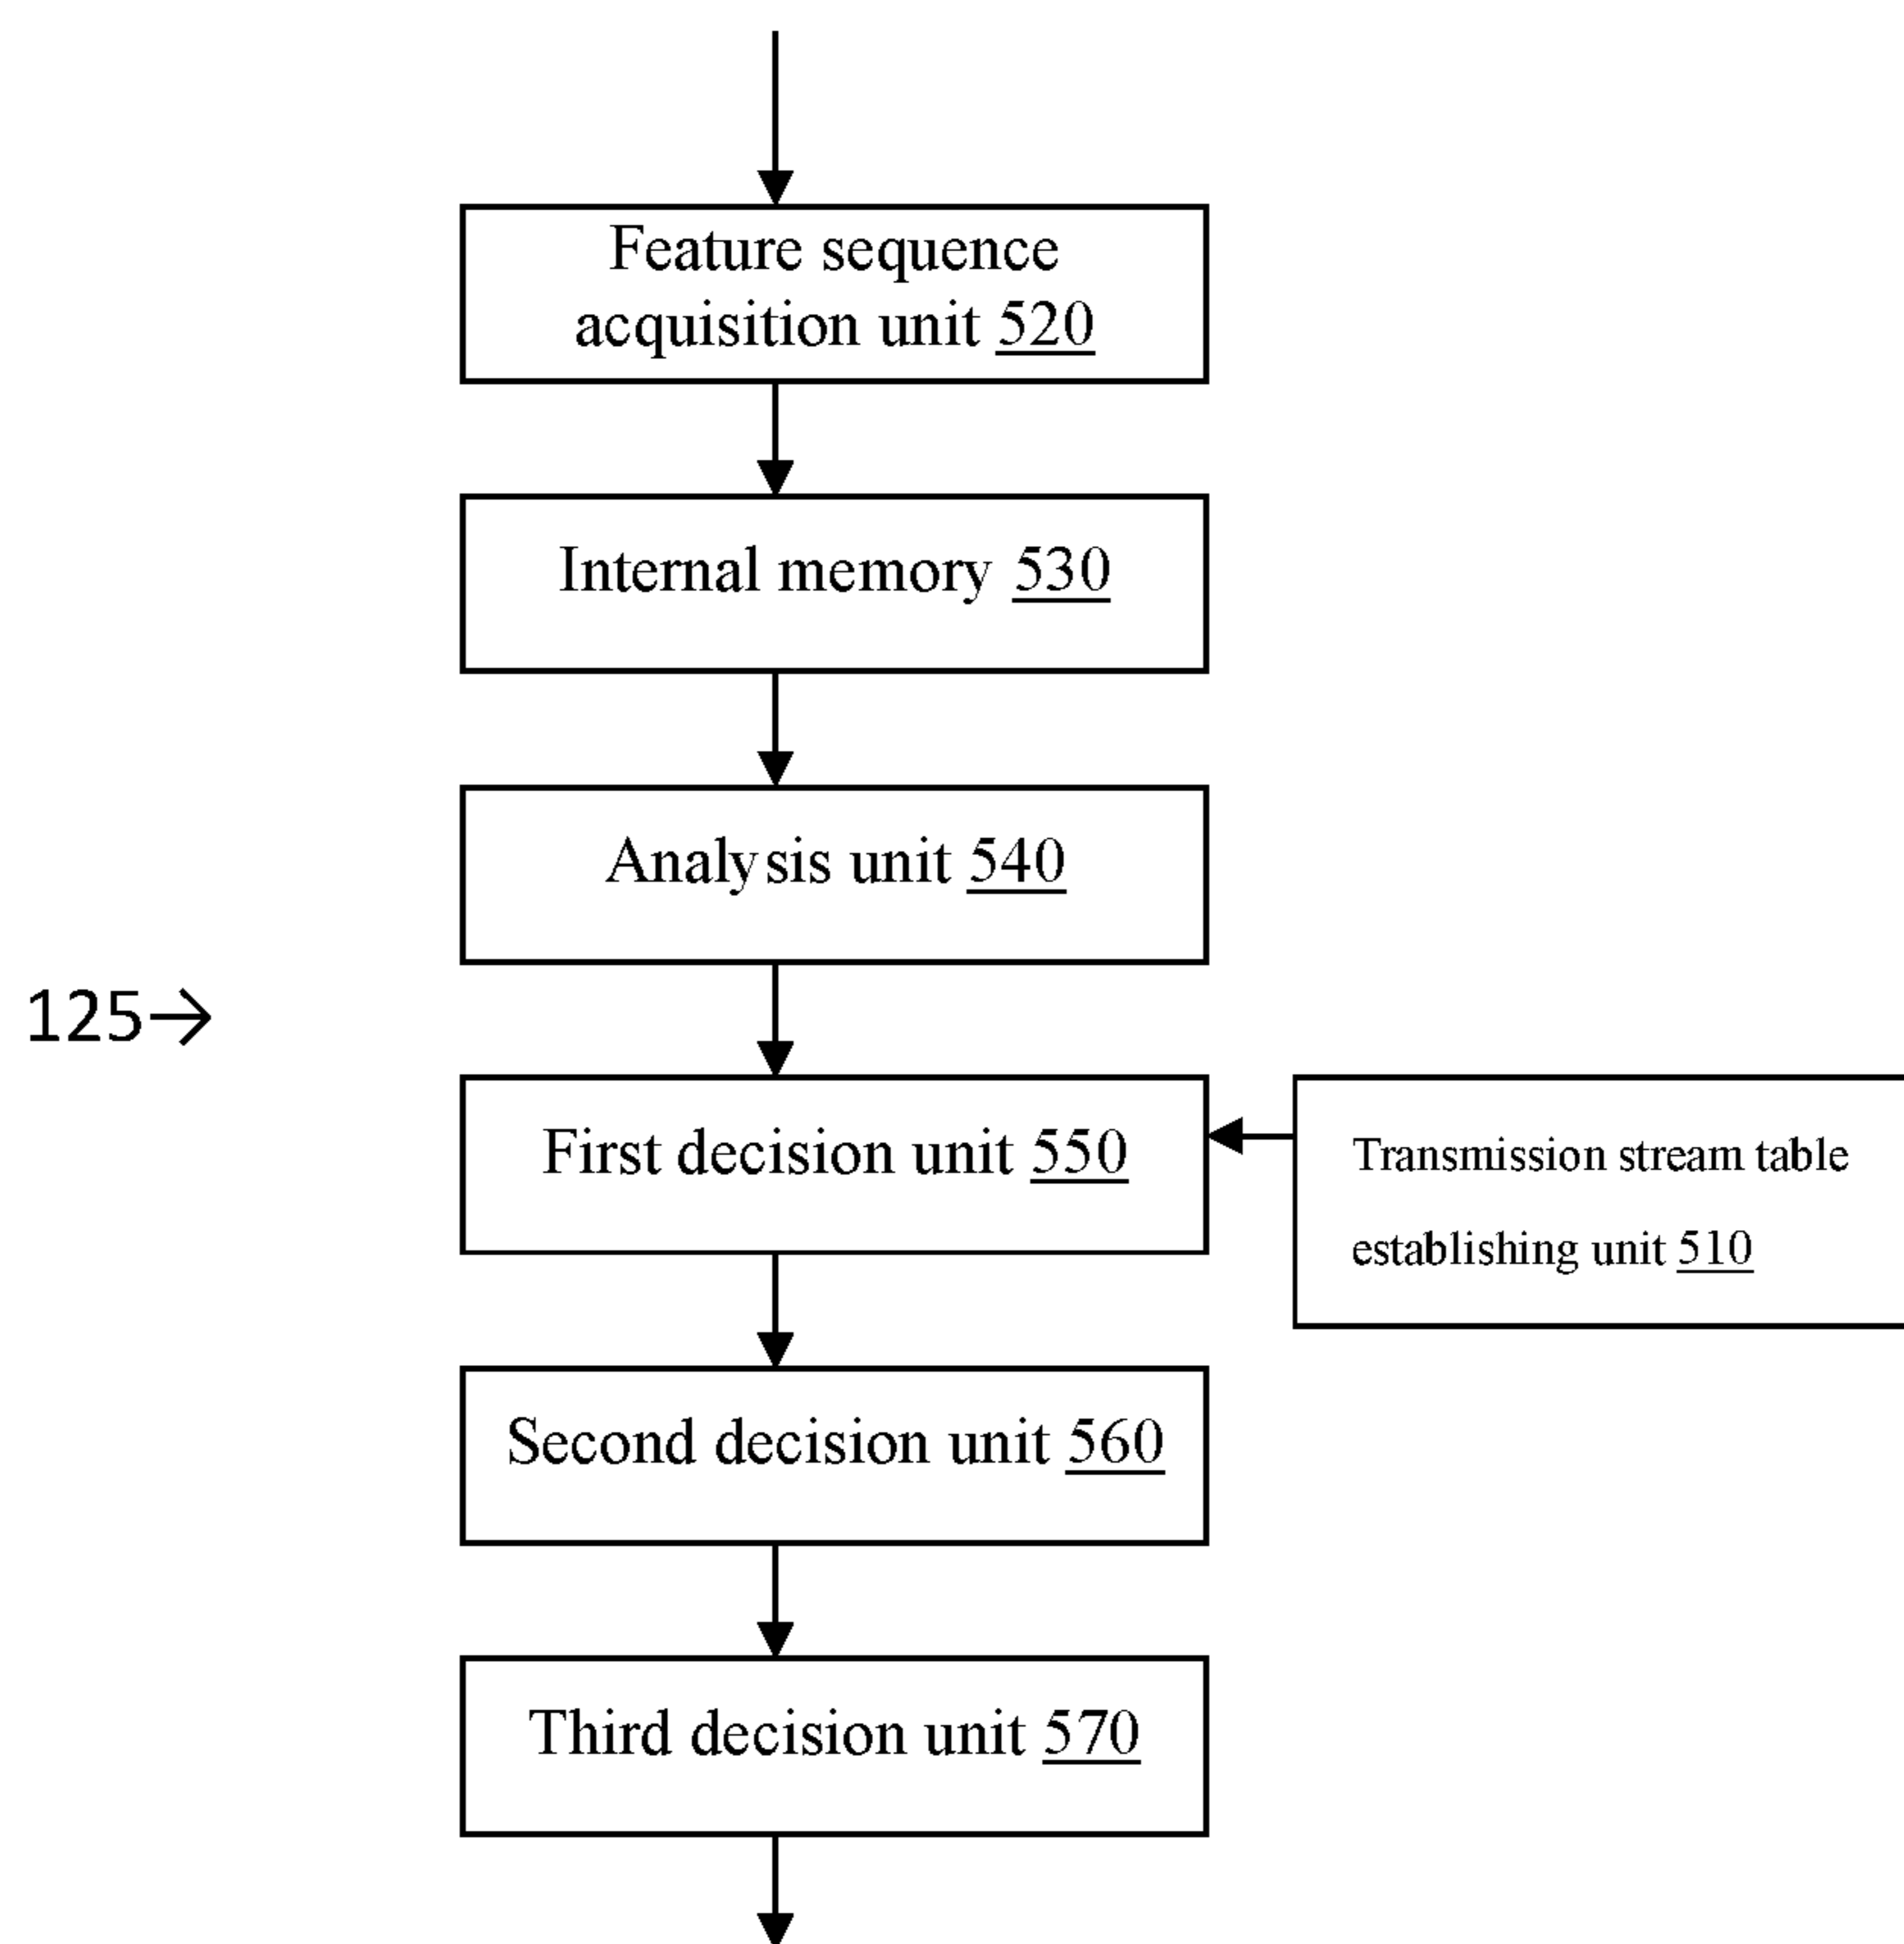 Feature sequence
acquisition unit 520
Internal memory 530
Analysis unit 540
125→
First decision unit 550
Transmission stream table
establishing unit 510
Second decision unit 560
Third decision unit 570